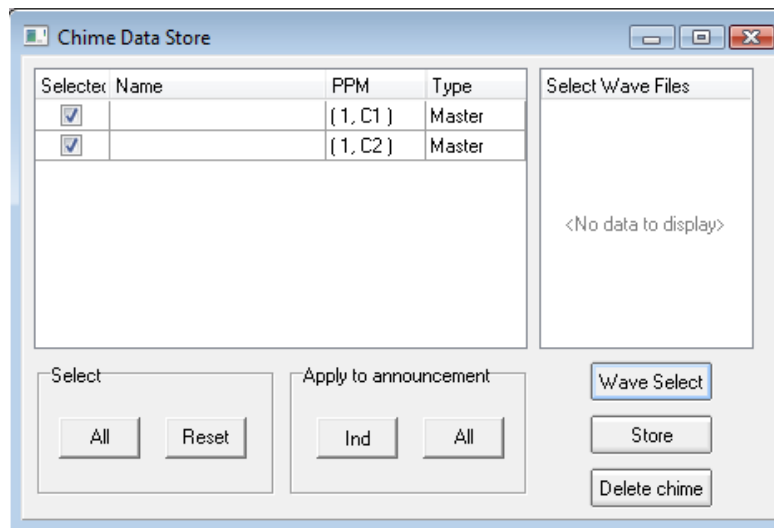 Chime Data Store
Selected Name PPM Type
( 1, C1 ) Master
( 1, C2 ) Master
Select Wave Files
<No data to display>
Select
All Reset
Apply to announcement
Ind All
Wave Select
Store
Delete chime